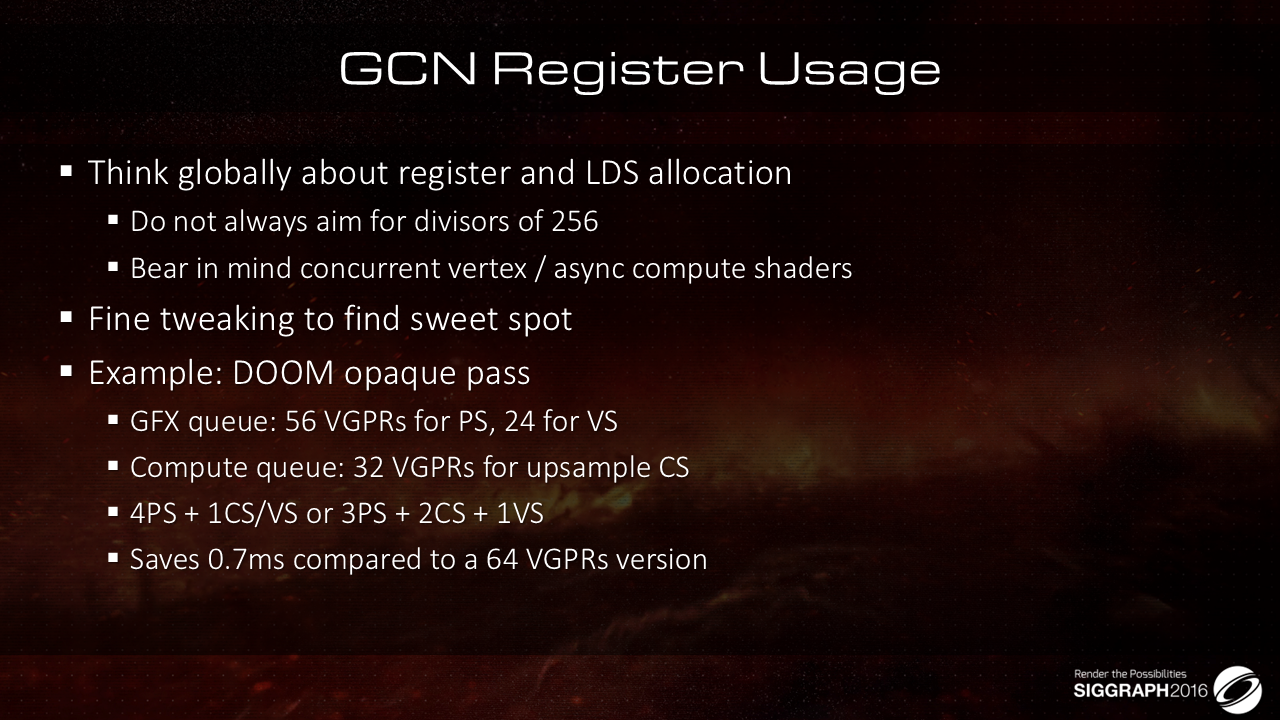 GCN Register Usage
▪ Think globally about register and LDS allocation
▪ Do not always aim for divisors of 256
▪ Bear in mind concurrent vertex / async compute shaders
▪ Fine tweaking to find sweet spot
▪ Example: DOOM opaque pass
▪ GFX queue: 56 VGPRs for PS, 24 for VS
▪ Compute queue: 32 VGPRs for upsample CS
▪ 4PS + 1CS/VS or 3PS + 2CS + 1VS
▪ Saves 0.7ms compared to a 64 VGPRs version
Render the Possibilities
SIGGRAPH2016